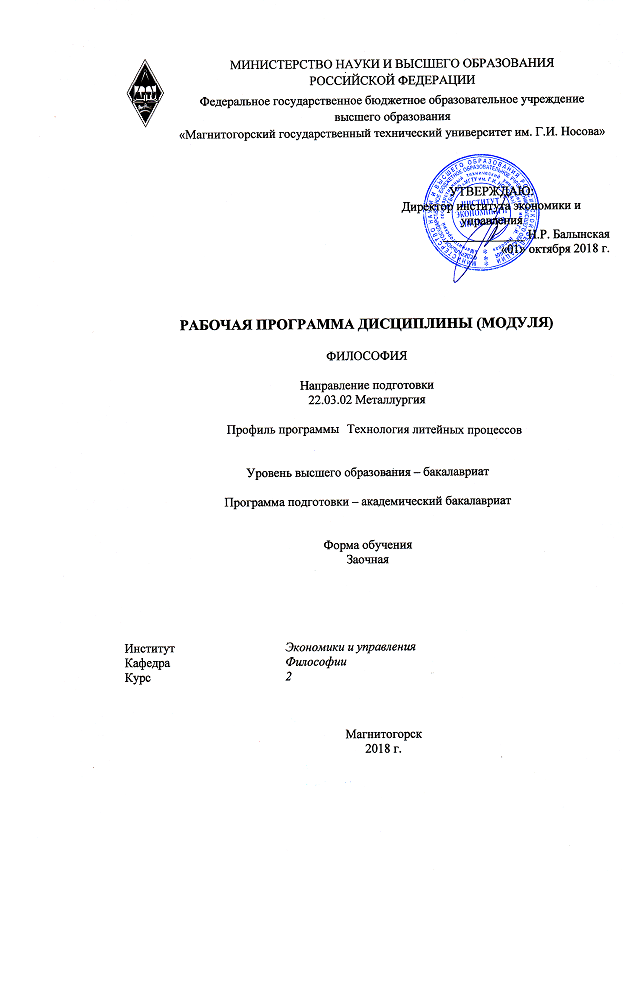 МИНИСТЕРСТВО НАУКИ И ВЫСШЕГО ОБРАЗОВАНИЯ
РОССИЙСКОЙ ФЕДЕРАЦИИ
Федеральное государственное бюджетное образовательное учреждение
высшего образования
«Магнитогорский государственный технический университет им. Г.И. Носова»
УТВЕРЖДАЮ:
Директор института экономики и
управления
Н.Р. Балынская
«01» октября 2018 г.
РАБОЧАЯ ПРОГРАММА ДИСЦИПЛИНЫ (МОДУЛЯ)
ФИЛОСОФИЯ
Направление подготовки
22.03.02 Металлургия
Профиль программы Технология литейных процессов
Уровень высшего образования – бакалавриат
Программа подготовки – академический бакалавриат
Форма обучения
Заочная
Институт Экономики и управления
Кафедра Философии
Курс 2
Магнитогорск
2018 г.